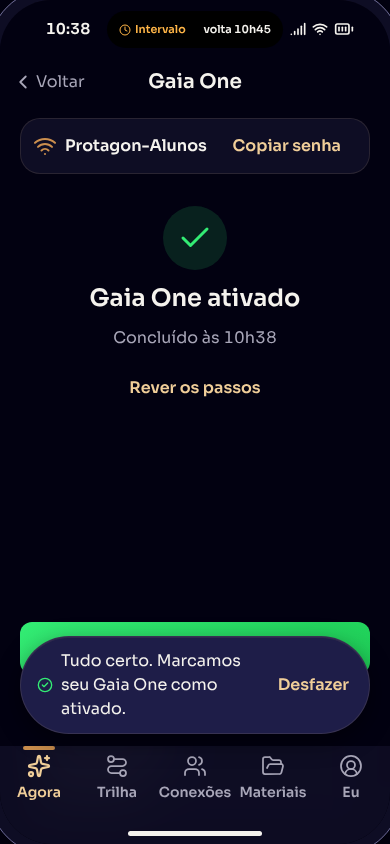 10:38
Intervalo volta 10h45
Voltar
Gaia One
Protagon-Alunos Copiar senha
Gaia One ativado
Concluído às 10h38
Rever os passos
Tudo certo. Marcamos
seu Gaia One como
ativado.
Desfazer
Agora Trilha Conexões Materiais Eu